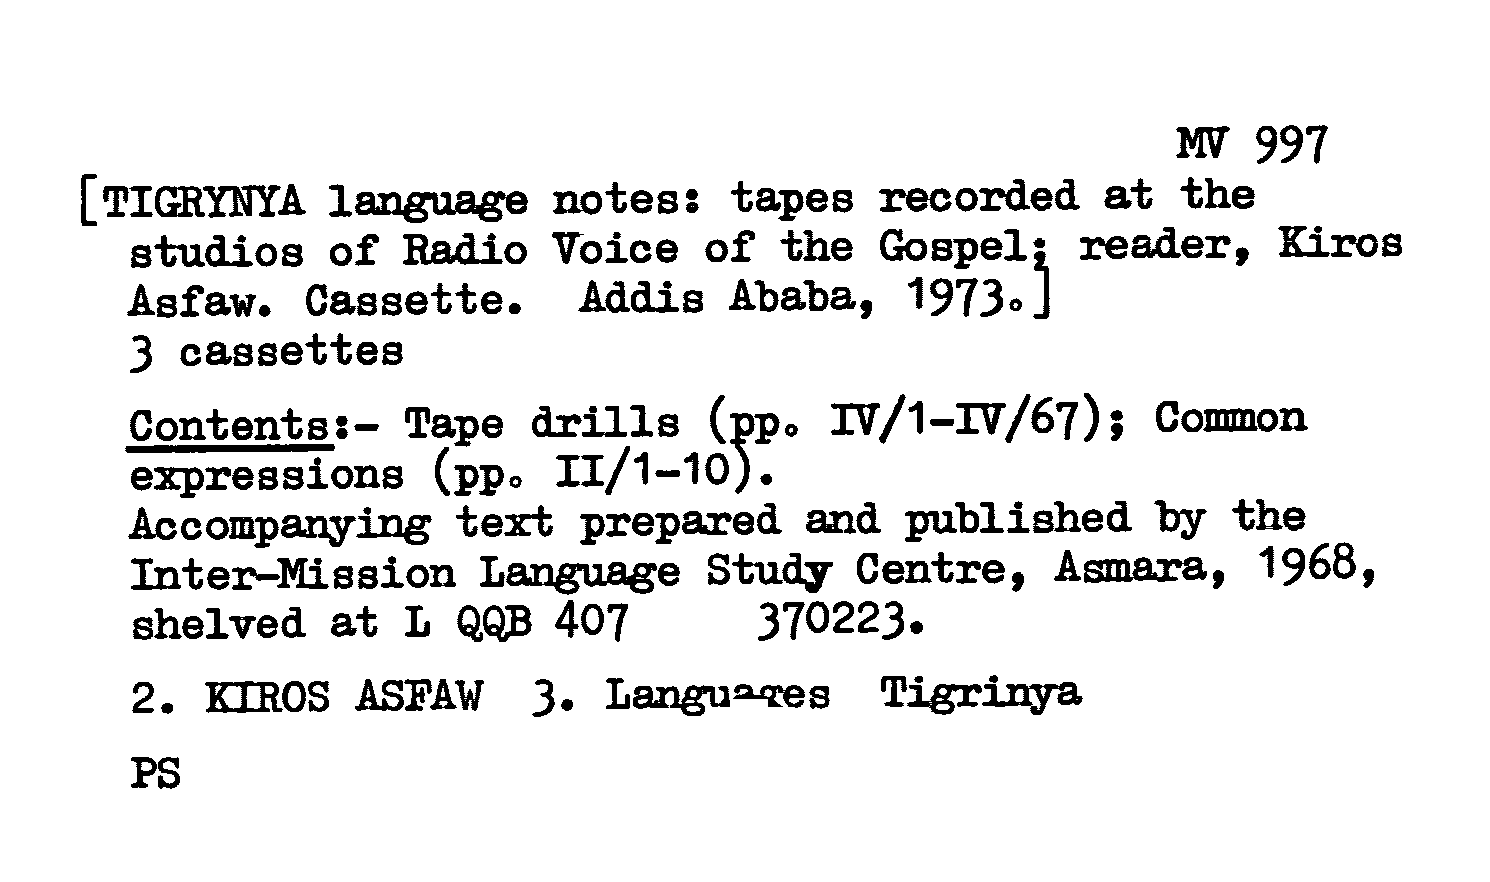 MV 997
[TIGRYNYA language notes: tapes recorded at the
studios of Radio Voice of the Gospel; reader, Kiros
Asfaw. Cassette. Addis Ababa, 1973.]
3 cassettes
Contents:- Tape drills (pp. IV/1-IV/67); Common
expressions (pp. II/1-10).
Accompanying text prepared and published by the
Inter-Mission Language Study Centre, Asmara, 1968,
shelved at L QQB 407 370223.
2. KIROS ASFAW 3. Languages Tigrinya
PS